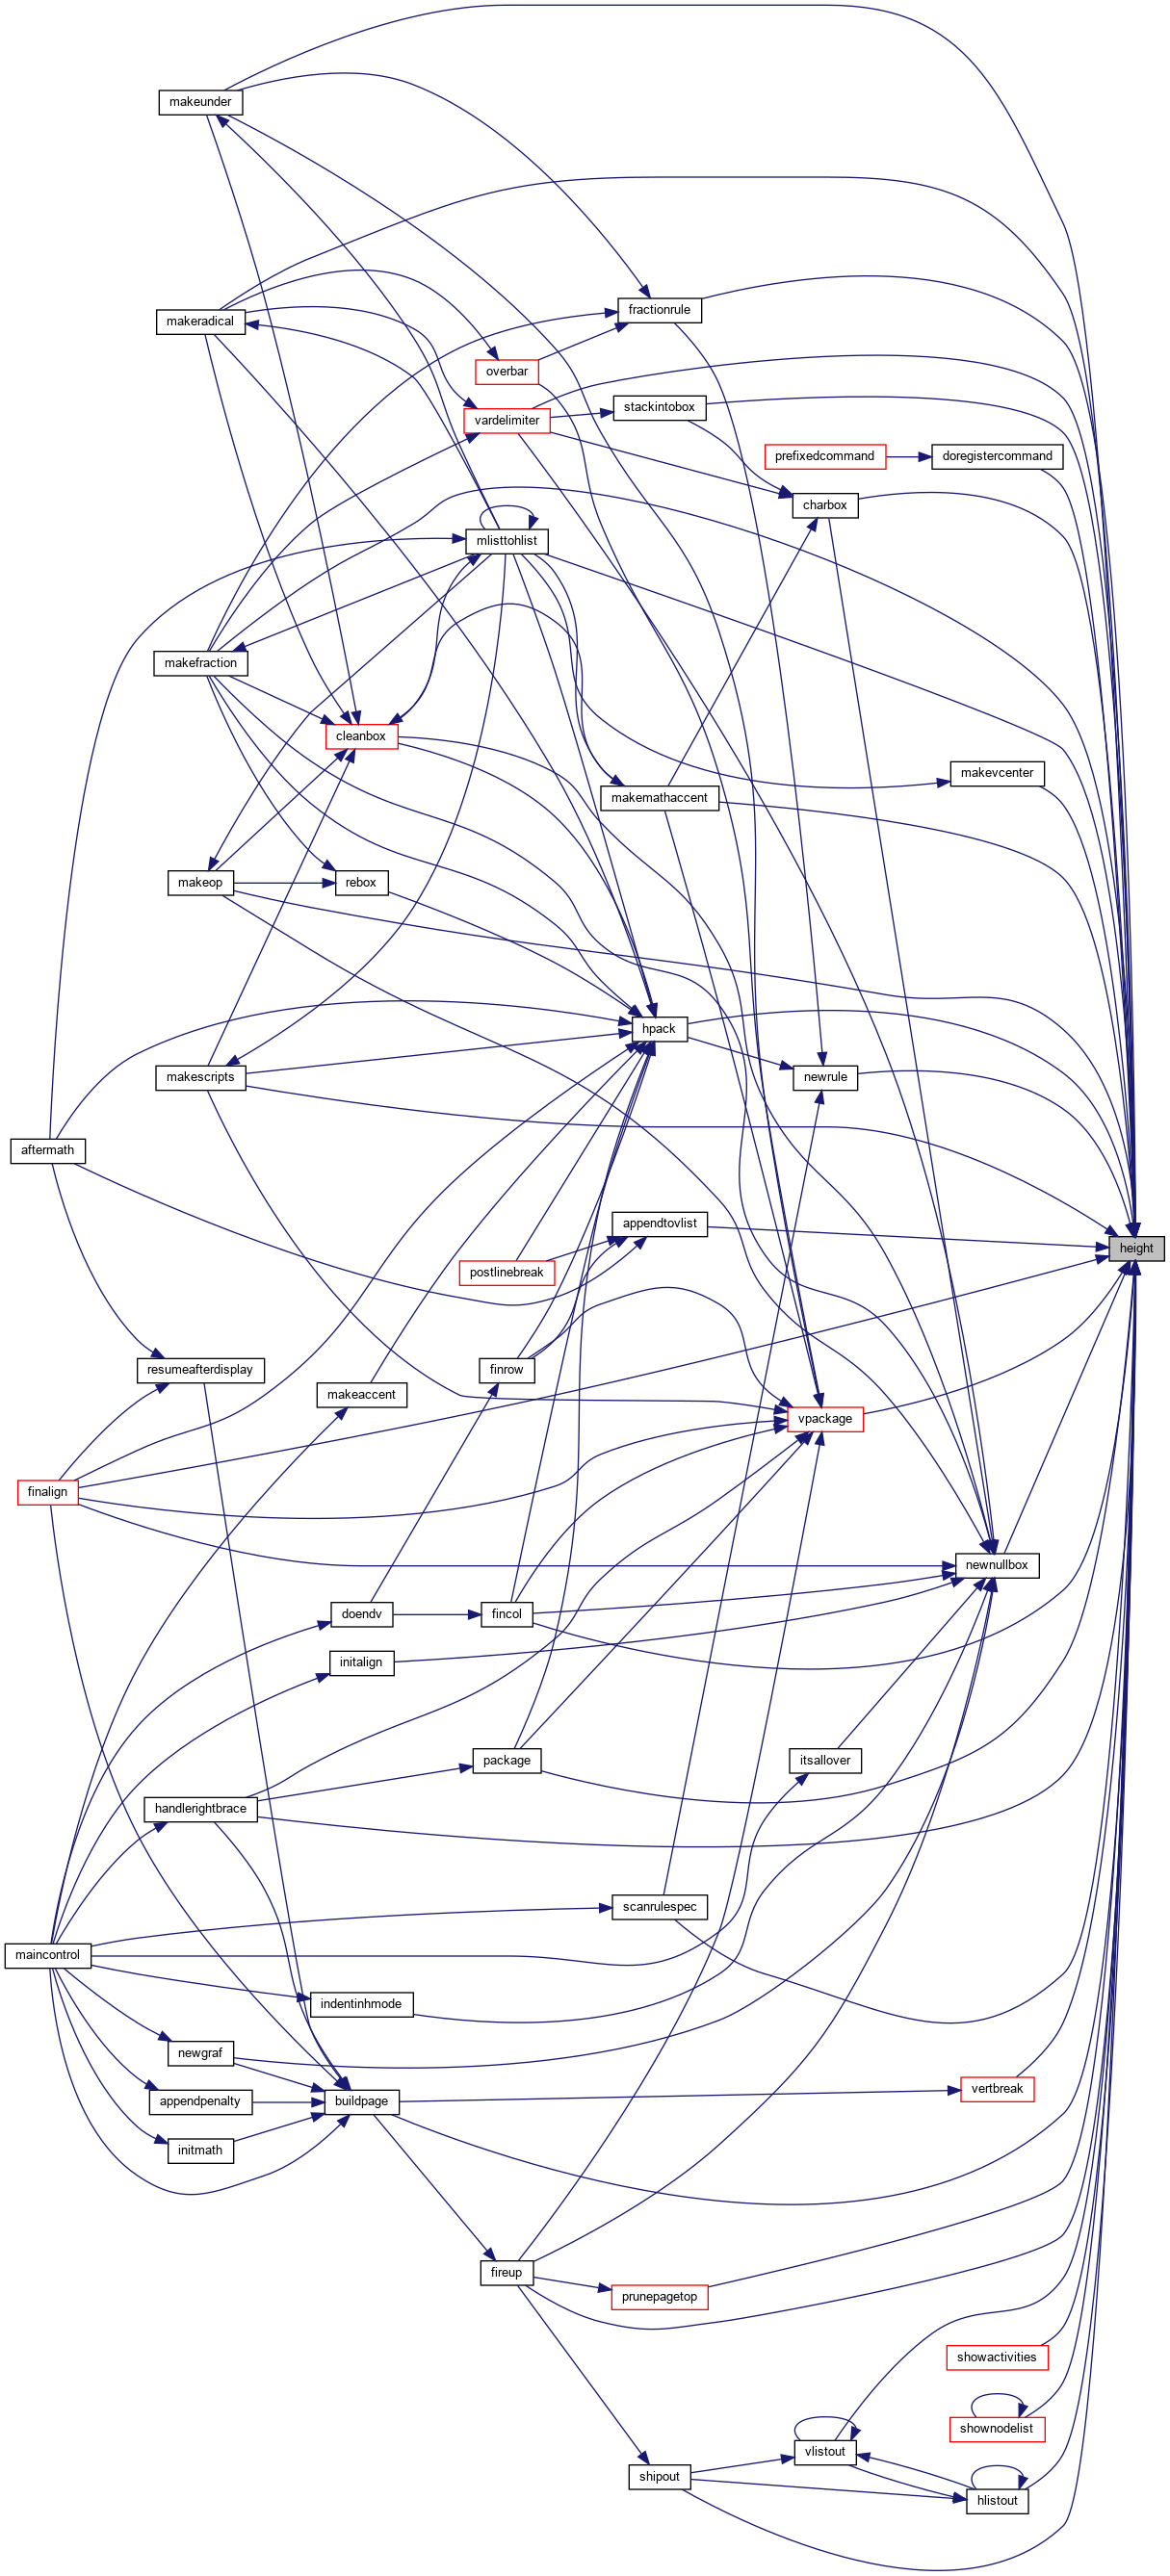 makeunder
makeradical
fractionrule
overbar
stackintobox
vardelimiter
prefixedcommand
doregistercommand
charbox
mlisttohlist
makefraction
cleanbox
makevcenter
makemathaccent
makeop
rebox
hpack
newrule
makescripts
aftermath
appendtovlist
height
postlinebreak
resumeafterdisplay
finrow
makeaccent
vpackage
finalign
newnullbox
doendv
fincol
initalign
package
itsallover
handlerightbrace
scanrulespec
maincontrol
indentinhmode
newgraf
vertbreak
appendpenalty
buildpage
initmath
fireup
prunepagetop
showactivities
shownodelist
vlistout
shipout
hlistout